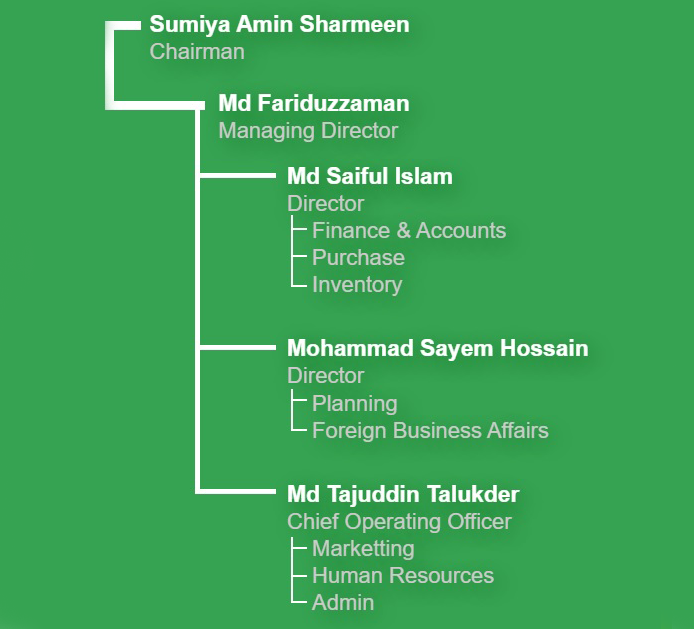 Sumiya Amin Sharmeen
Chairman
Md Fariduzzaman
Managing Director
Md Saiful Islam
Director
Finance & Accounts
Purchase
Inventory
Mohammad Sayem Hossain
Director
Planning
Foreign Business Affairs
Md Tajuddin Talukder
Chief Operating Officer
Marketting
Human Resources
Admin